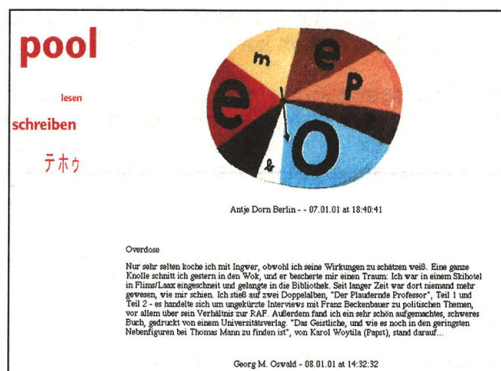 pool
lesen
schreiben
テホゥ
m
e
P
e
&
O
Antje Dorn Berlin - - 07.01.01 at 18:40:41
Overdose
Nur sehr selten koche ich mit Ingwer, obwohl ich seine Wirkungen zu schätzen weiß. Eine ganze
Knolle schnitt ich gestern in den Wok, und er bescherte mir einen Traum: Ich war in einem Skihotel
in Flims/Laax eingeschneit und gelangte in die Bibliothek. Seit langer Zeit war dort niemand mehr
gewesen, wie mir schien. Ich stieß auf zwei Doppelalben, "Der Plaudernde Professor", Teil 1 und
Teil 2 - es handelte sich um ungekürzte Interviews mit Franz Beckenbauer zu politischen Themen,
vor allem über sein Verhältnis zur RAF. Außerdem fand ich ein sehr schön aufgemachtes, schweres
Buch, gedruckt von einem Universitätsverlag. "Das Geistliche, und wie es noch in den geringsten
Nebenfiguren bei Thomas Mann zu finden ist", von Karol Woytila (Papst), stand darauf...
Georg M. Oswald - 08.01.01 at 14:32:32